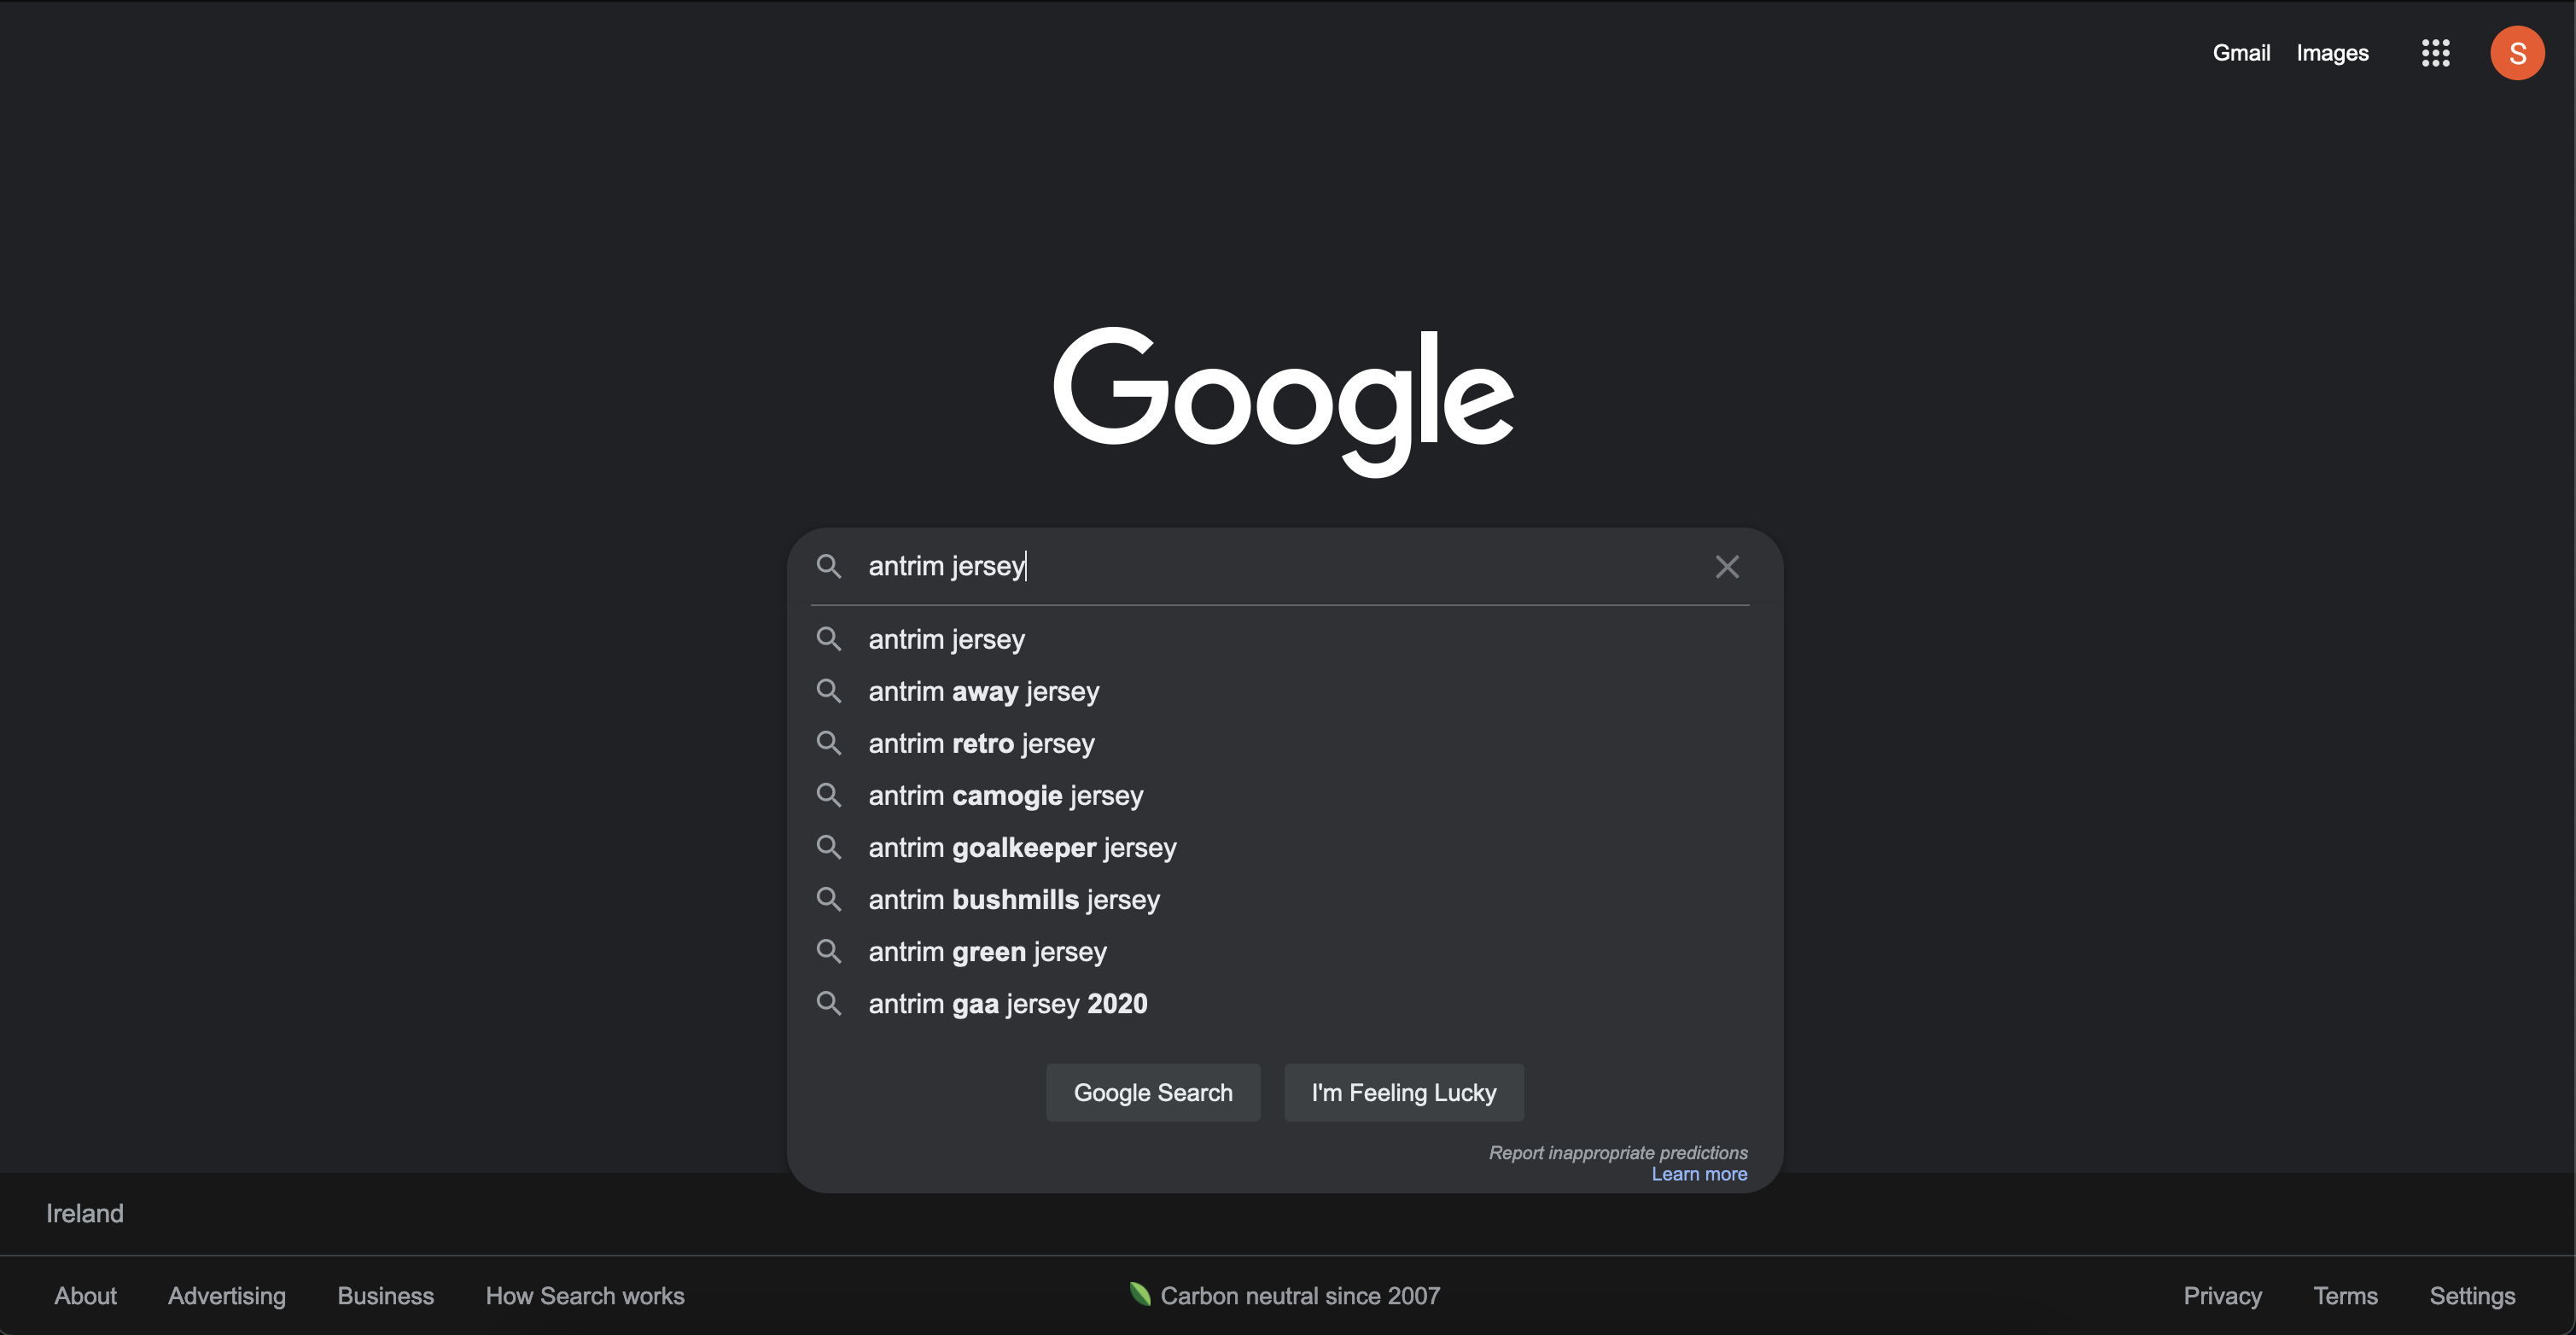 Gmail Images
S
Google
antrim jersey
antrim jersey
antrim away jersey
antrim retro jersey
antrim camogie jersey
antrim goalkeeper jersey
antrim bushmills jersey
antrim green jersey
antrim gaa jersey 2020
Google Search I'm Feeling Lucky
Report inappropriate predictions
Learn more
Ireland
About Advertising Business How Search works Carbon neutral since 2007 Privacy Terms Settings